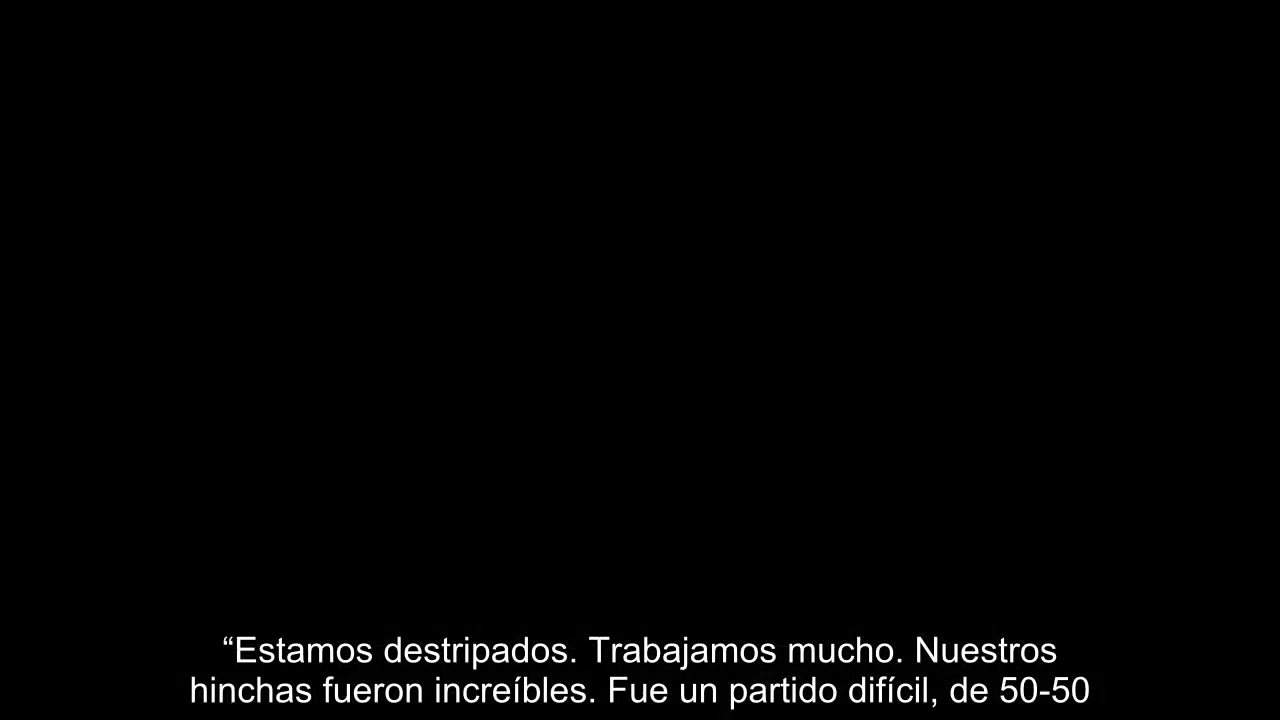 “Estamos destripados. Trabajamos mucho. Nuestros
hinchas fueron increíbles. Fue un partido difícil, de 50-50